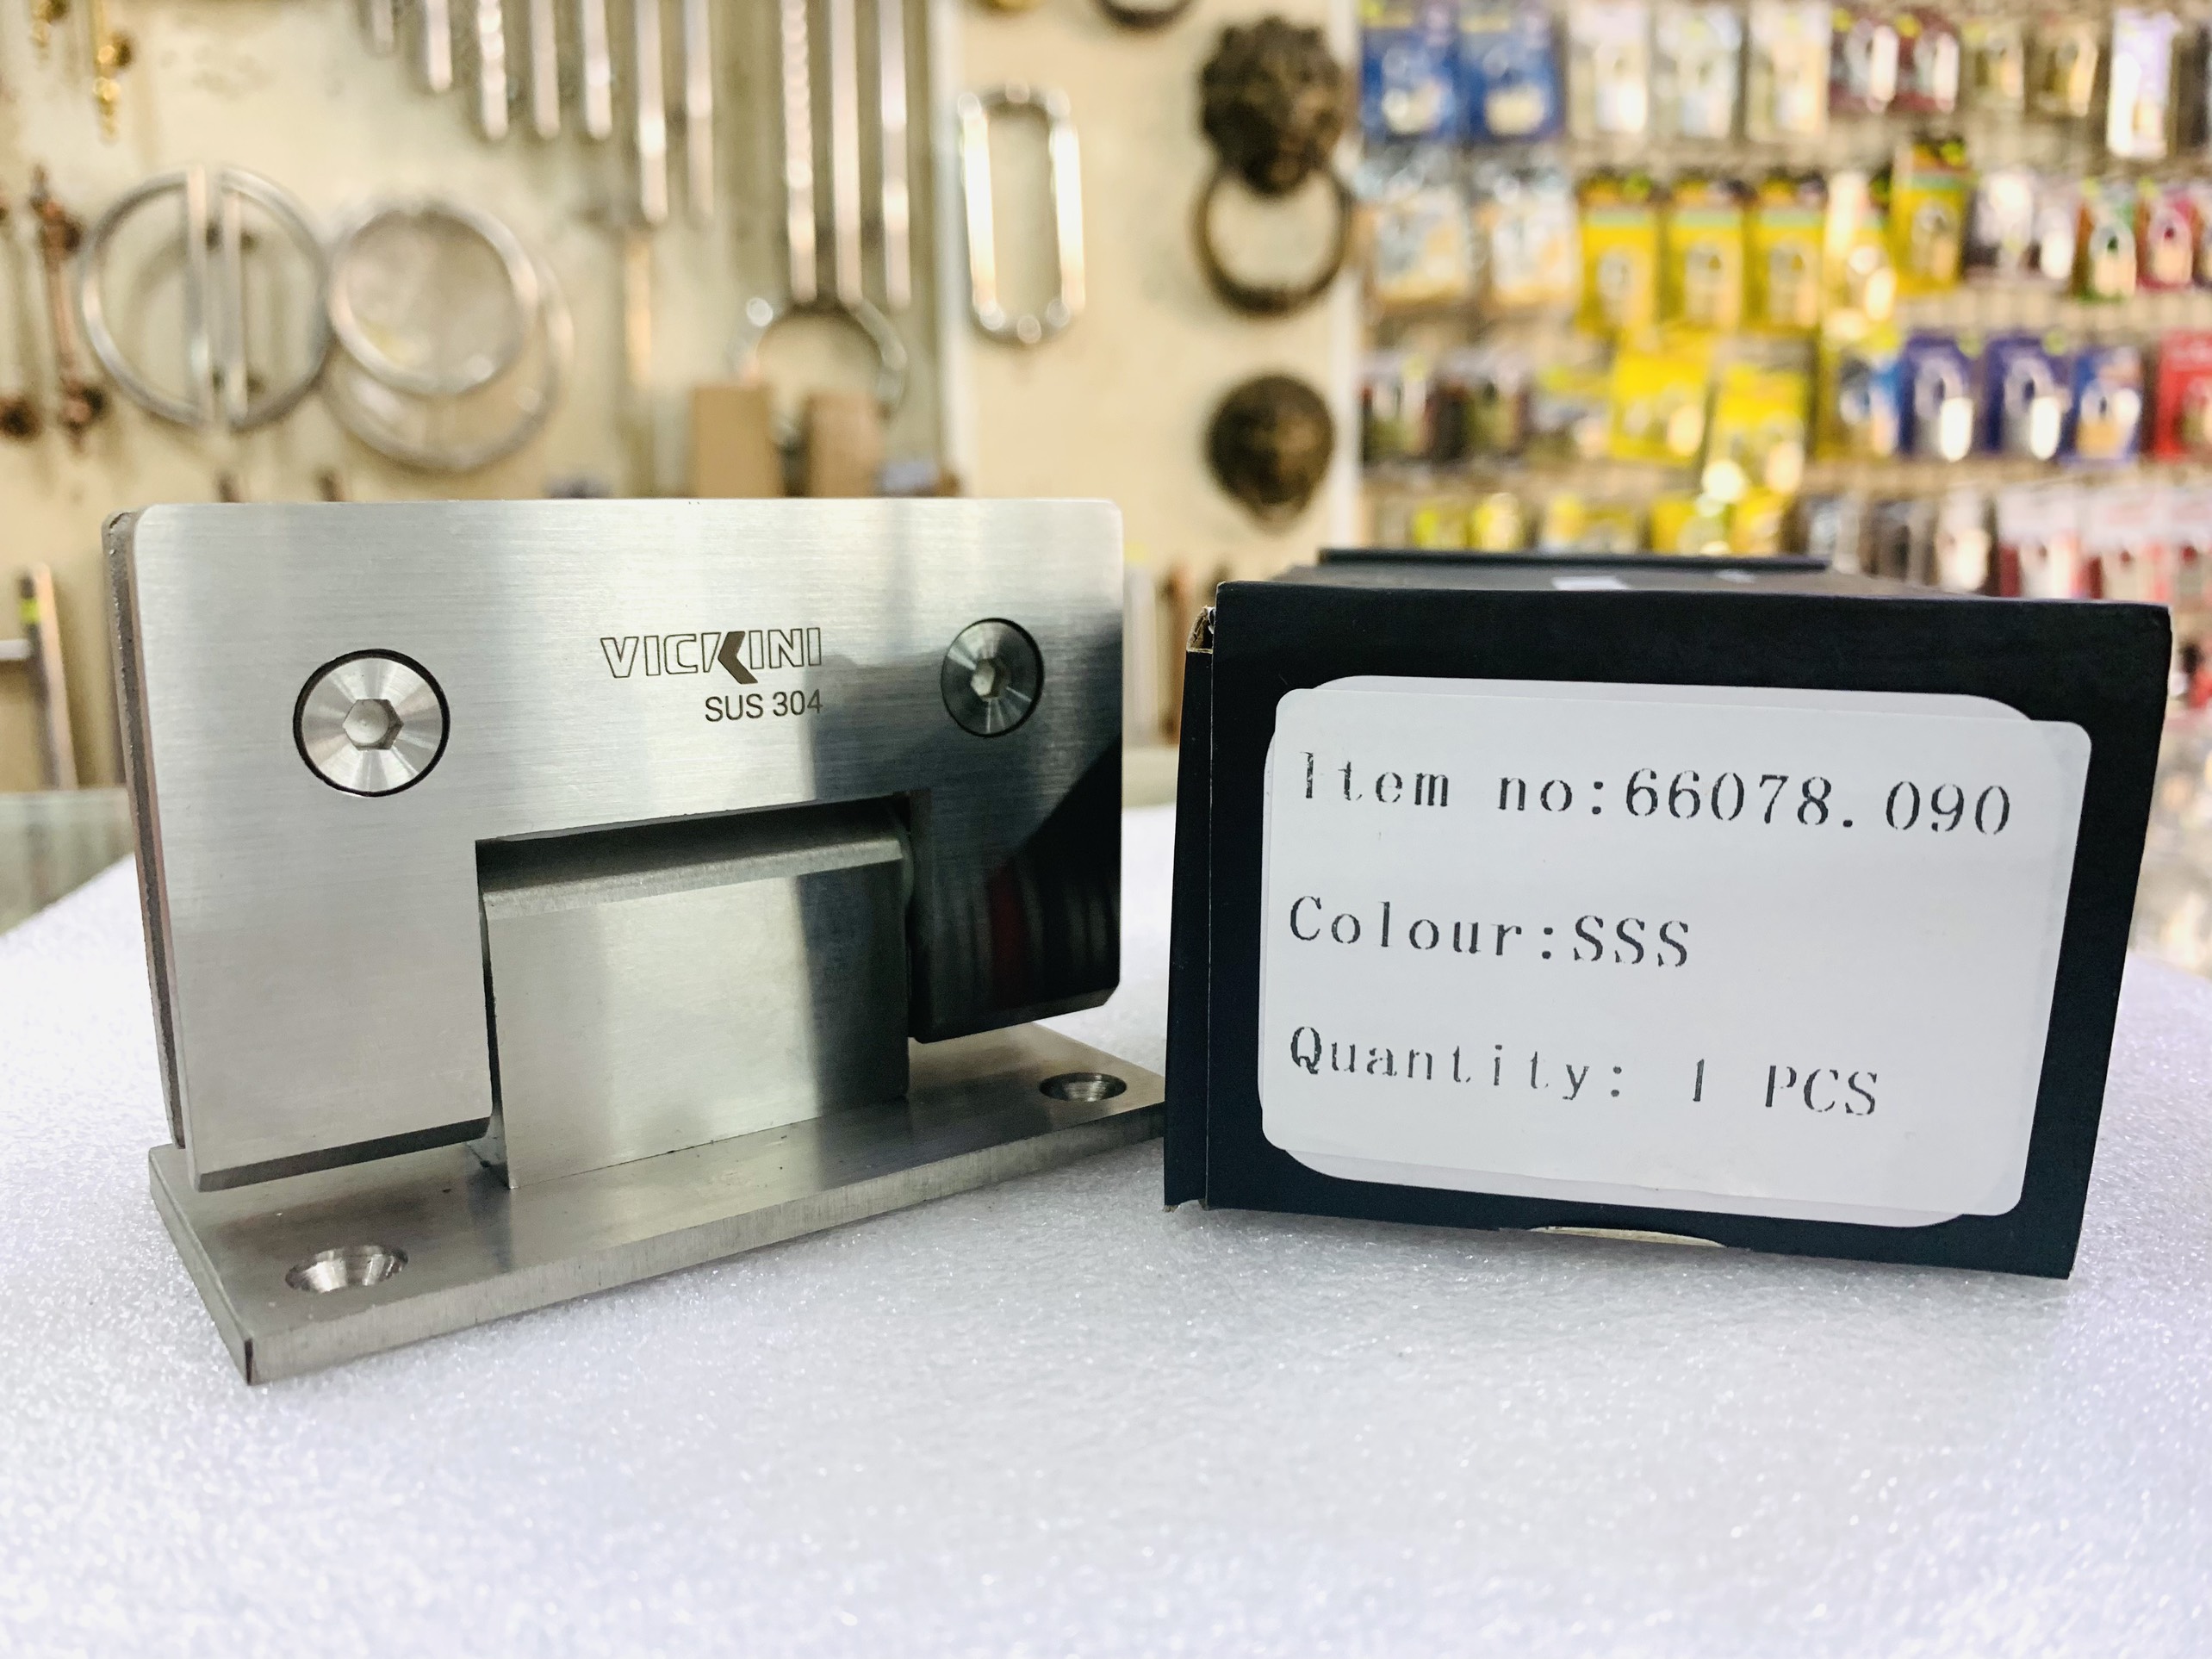 VICKINI
SUS 304
Item no:66078.090
Colour:SSS
Quantity: 1 PCS